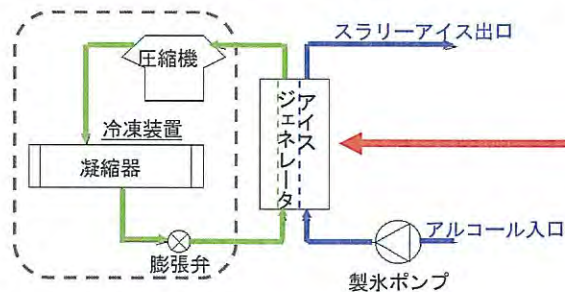 スラリーアイス出口
圧縮機
冷凍装置
アイス
ジェネレータ
凝縮器
アルコール入口
膨張弁
製氷ポンプ